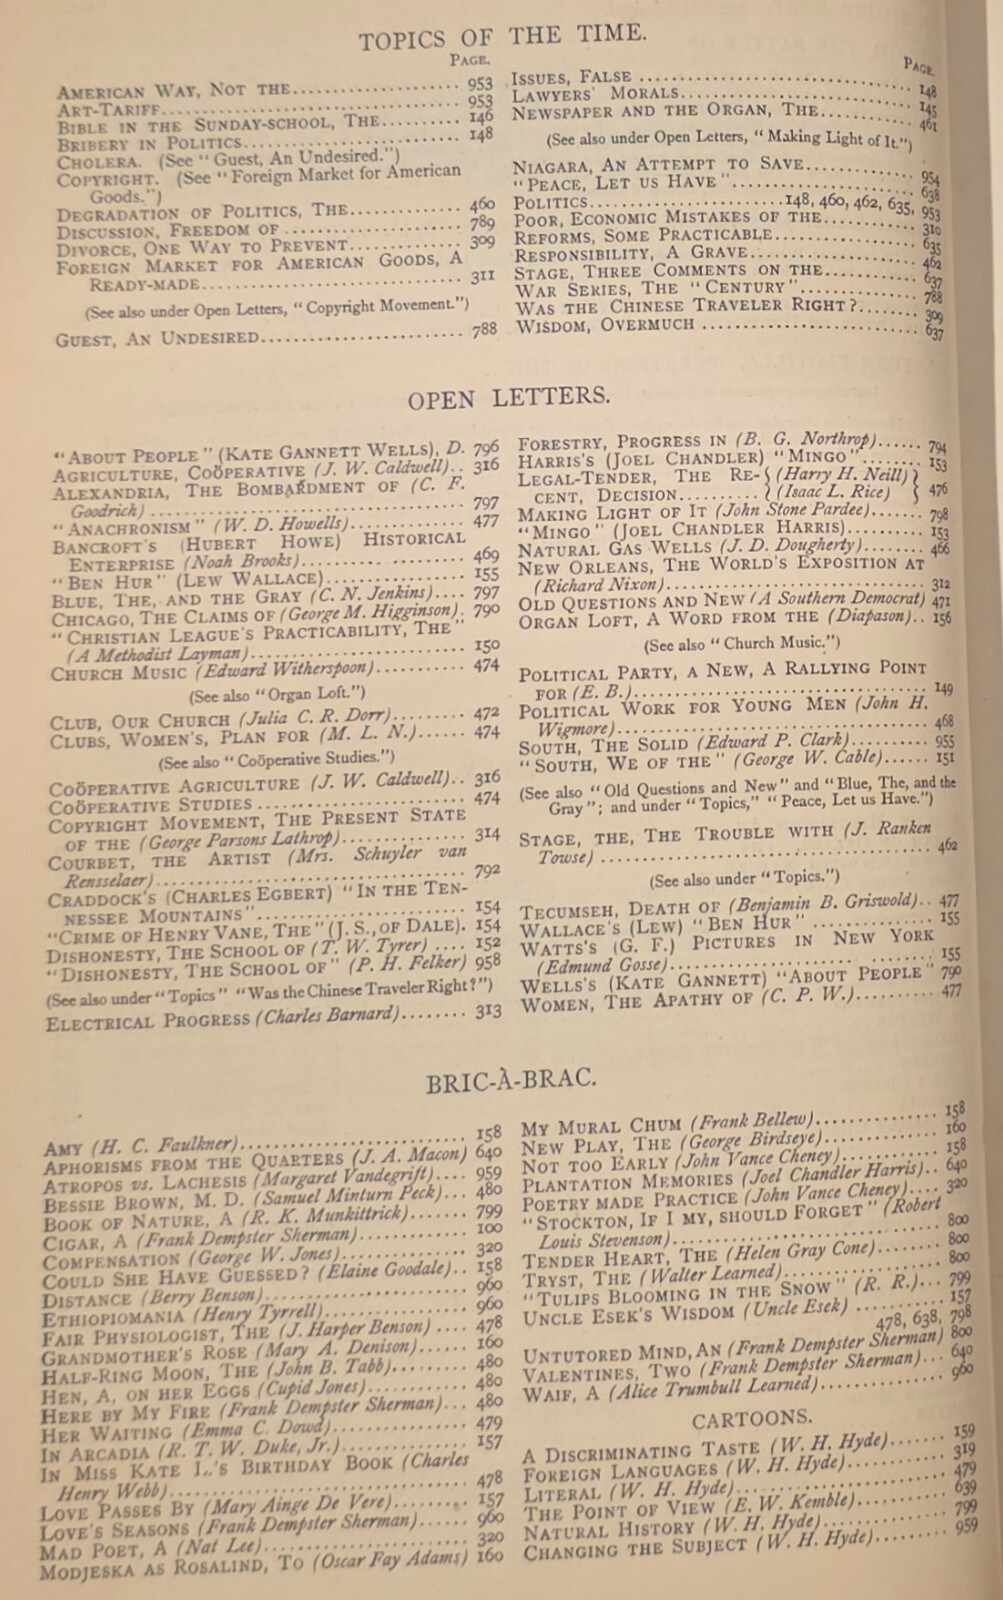 TOPICS OF THE TIME.
PAGE.
AMERICAN WAY, NOT THE.................... 953
ART-TARIFF.................... 953
BIBLE IN THE SUNDAY-SCHOOL, THE.......... 146
BRIBERY IN POLITICS.................... 148
CHOLERA. (See "Guest, An Undesired.")
COPYRIGHT. (See "Foreign Market for American
Goods.")
DEGRADATION OF POLITICS, THE............. 460
DISCUSSION, FREEDOM OF .................... 789
DIVORCE, ONE WAY TO PREVENT............. 309
FOREIGN MARKET FOR AMERICAN GOODS, A
READY-MADE.................... 311
(See also under Open Letters, "Copyright Movement.")
GUEST, AN UNDESIRED.................... 788
PAGE.
ISSUES, FALSE .................... 148
LAWYERS' MORALS.................... 145
NEWSPAPER AND THE ORGAN, THE.......... 461
(See also under Open Letters, "Making Light of It.")
NIAGARA, AN ATTEMPT TO SAVE............. 954
"PEACE, LET US HAVE".................... 638
POLITICS....................148, 460, 462, 635, 953
POOR, ECONOMIC MISTAKES OF THE.......... 310
REFORMS, SOME PRACTICABLE............. 635
RESPONSIBILITY, A GRAVE.................... 462
STAGE, THREE COMMENTS ON THE.......... 637
WAR SERIES, THE "CENTURY"............. 788
WAS THE CHINESE TRAVELER RIGHT?........ 309
WISDOM, OVERMUCH .................... 637
OPEN LETTERS.
"ABOUT PEOPLE" (KATE GANNETT WELLS), D. 796
AGRICULTURE, COÖPERATIVE (J. W. Caldwell).. 316
ALEXANDRIA, THE BOMBARDMENT OF (C. F.
Goodrich) .................... 797
"ANACHRONISM" (W. D. Howells)............. 477
BANCROFT'S (HUBERT HOWE) HISTORICAL
ENTERPRISE (Noah Brooks)............. 469
"BEN HUR" (LEW WALLACE)................ 155
BLUE, THE, AND THE GRAY (C. N. Jenkins).... 797
CHICAGO, THE CLAIMS OF (George M. Higginson). 790
"CHRISTIAN LEAGUE'S PRACTICABILITY, THE"
(A Methodist Layman).................... 150
CHURCH MUSIC (Edward Witherspoon).......... 474
(See also "Organ Loft.")
CLUB, OUR CHURCH (Julia C. R. Dorr)......... 472
CLUBS, WOMEN'S, PLAN FOR (M. L. N.)...... 474
(See also "Coöperative Studies.")
COÖPERATIVE AGRICULTURE (J. W. Caldwell).. 316
COÖPERATIVE STUDIES .................... 474
COPYRIGHT MOVEMENT, THE PRESENT STATE
OF THE (George Parsons Lathrop)............. 314
COURBET, THE ARTIST (Mrs. Schuyler van
Rensselaer).................... 792
CRADDOCK'S (CHARLES EGBERT) "IN THE TEN-
NESSEE MOUNTAINS".................... 154
"CRIME OF HENRY VANE, THE" (J. S., OF DALE). 154
DISHONESTY, THE SCHOOL OF (T. W. Tyrer) .... 152
"DISHONESTY, THE SCHOOL OF" (P. H. Felker) 958
(See also under "Topics" "Was the Chinese Traveler Right?")
ELECTRICAL PROGRESS (Charles Barnard)........ 313
FORESTRY, PROGRESS IN (B. G. Northrop)...... 794
HARRIS'S (JOEL CHANDLER) "MINGO"........ 153
LEGAL-TENDER, THE RE- { (Harry H. Neill) }
CENT, DECISION.......... { (Isaac L. Rice) } 476
MAKING LIGHT OF IT (John Stone Pardee)....... 798
"MINGO" (JOEL CHANDLER HARRIS).......... 153
NATURAL GAS WELLS (J. D. Dougherty)........ 466
NEW ORLEANS, THE WORLD'S EXPOSITION AT
(Richard Nixon).................... 312
OLD QUESTIONS AND NEW (A Southern Democrat) 471
ORGAN LOFT, A WORD FROM THE (Diapason).. 156
(See also "Church Music.")
POLITICAL PARTY, A NEW, A RALLYING POINT
FOR (E. B.).................... 149
POLITICAL WORK FOR YOUNG MEN (John H.
Wigmore).................... 468
SOUTH, THE SOLID (Edward P. Clark).......... 955
"SOUTH, WE OF THE" (George W. Cable)...... 151
(See also "Old Questions and New" and "Blue, The, and the
Gray"; and under "Topics," "Peace, Let us Have.")
STAGE, THE, THE TROUBLE WITH (J. Ranken
Towse) .................... 462
(See also under "Topics.")
TECUMSEH, DEATH OF (Benjamin B. Griswold).. 477
WALLACE'S (LEW) "BEN HUR" ............. 155
WATTS'S (G. F.) PICTURES IN NEW YORK
(Edmund Gosse).................... 155
WELLS'S (KATE GANNETT) "ABOUT PEOPLE" 790
WOMEN, THE APATHY OF (C. P. W.).......... 477
BRIC-À-BRAC.
AMY (H. C. Faulkner).................... 158
APHORISMS FROM THE QUARTERS (J. A. Macon) 640
ATROPOS vs. LACHESIS (Margaret Vandegrift).... 959
BESSIE BROWN, M. D. (Samuel Minturn Peck)... 480
BOOK OF NATURE, A (R. K. Munkittrick)....... 799
CIGAR, A (Frank Dempster Sherman)............. 100
COMPENSATION (George W. Jones)............. 320
COULD SHE HAVE GUESSED? (Elaine Goodale).. 158
DISTANCE (Berry Benson).................... 960
ETHIOPIOMANIA (Henry Tyrrell)............. 960
FAIR PHYSIOLOGIST, THE (J. Harper Benson) .... 478
GRANDMOTHER'S ROSE (Mary A. Denison)...... 160
HALF-RING MOON, THE (John B. Tabb)......... 480
HEN, A, ON HER EGGS (Cupid Jones)............ 480
HERE BY MY FIRE (Frank Dempster Sherman)... 480
HER WAITING (Emma C. Dowd)............. 479
IN ARCADIA (R. T. W. Duke, Jr.)............. 157
IN MISS KATE L.'S BIRTHDAY BOOK (Charles
Henry Webb).................... 478
LOVE PASSES BY (Mary Ainge De Vere)......... 157
LOVE'S SEASONS (Frank Dempster Sherman)...... 960
MAD POET, A (Nat Lee).................... 320
MODJESKA AS ROSALIND, TO (Oscar Fay Adams) 160
MY MURAL CHUM (Frank Bellew)............. 158
NEW PLAY, THE (George Birdseye)............. 160
NOT TOO EARLY (John Vance Cheney)............ 158
PLANTATION MEMORIES (Joel Chandler Harris).. 640
POETRY MADE PRACTICE (John Vance Cheney).... 320
"STOCKTON, IF I MY, SHOULD FORGET" (Robert
Louis Stevenson).................... 800
TENDER HEART, THE (Helen Gray Cone)........ 800
TRYST, THE (Walter Learned).................... 800
"TULIPS BLOOMING IN THE SNOW" (R. R.)... 799
UNCLE ESEK'S WISDOM (Uncle Esek) .......... 157
478, 638, 798
UNTUTORED MIND, AN (Frank Dempster Sherman) 800
VALENTINES, TWO (Frank Dempster Sherman)... 640
WAIF, A (Alice Trumbull Learned)............. 960
CARTOONS.
A DISCRIMINATING TASTE (W. H. Hyde)....... 159
FOREIGN LANGUAGES (W. H. Hyde)............ 319
LITERAL (W. H. Hyde).................... 479
THE POINT OF VIEW (E. W. Kemble).......... 639
NATURAL HISTORY (W. H. Hyde)............. 799
CHANGING THE SUBJECT (W. H. Hyde)........ 959